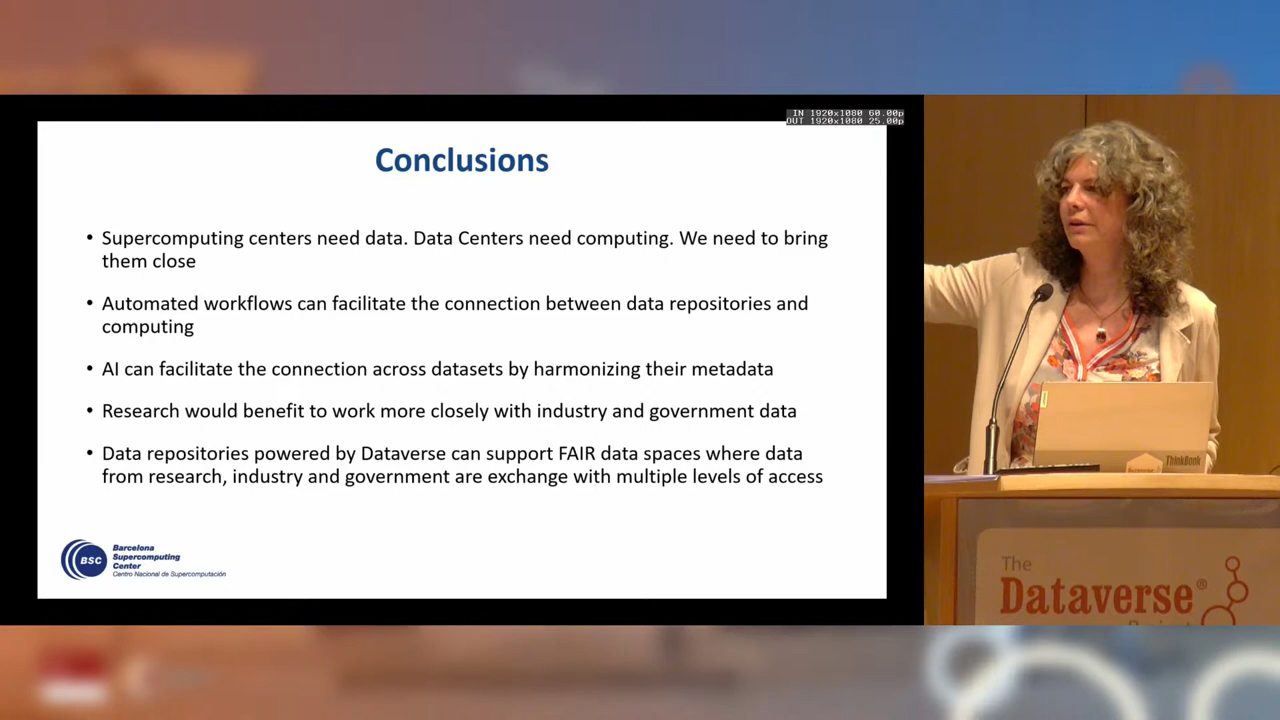 IN 1920x1080 60.00p
OUT 1920x1080 25.00p
Conclusions
• Supercomputing centers need data. Data Centers need computing. We need to bring
them close
• Automated workflows can facilitate the connection between data repositories and
computing
• AI can facilitate the connection across datasets by harmonizing their metadata
• Research would benefit to work more closely with industry and government data
• Data repositories powered by Dataverse can support FAIR data spaces where data
from research, industry and government are exchange with multiple levels of access
BSC
Barcelona
Supercomputing
Center
Centro Nacional de Supercomputación
ThinkBook
The
Dataverse®